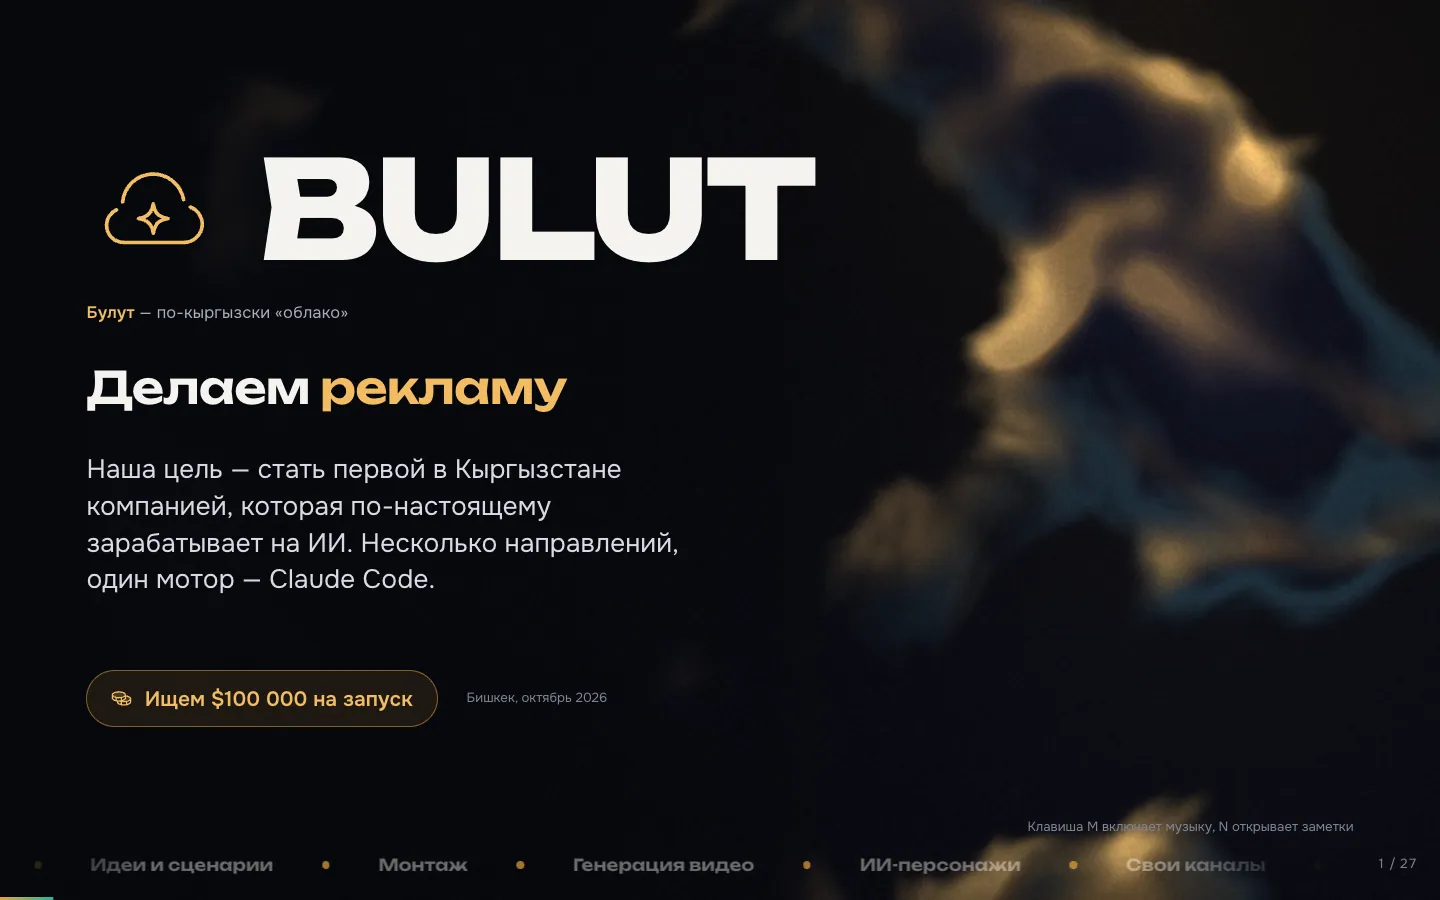 BULUT
Булут — по-кыргызски «облако»
Делаем рекламу
Наша цель — стать первой в Кыргызстане
компанией, которая по-настоящему
зарабатывает на ИИ. Несколько направлений,
один мотор — Claude Code.
Ищем $100 000 на запуск
Бишкек, октябрь 2026
Клавиша M включает музыку, N открывает заметки
Идеи и сценарии • Монтаж • Генерация видео • ИИ-персонажи • Свои каналы
1 / 27